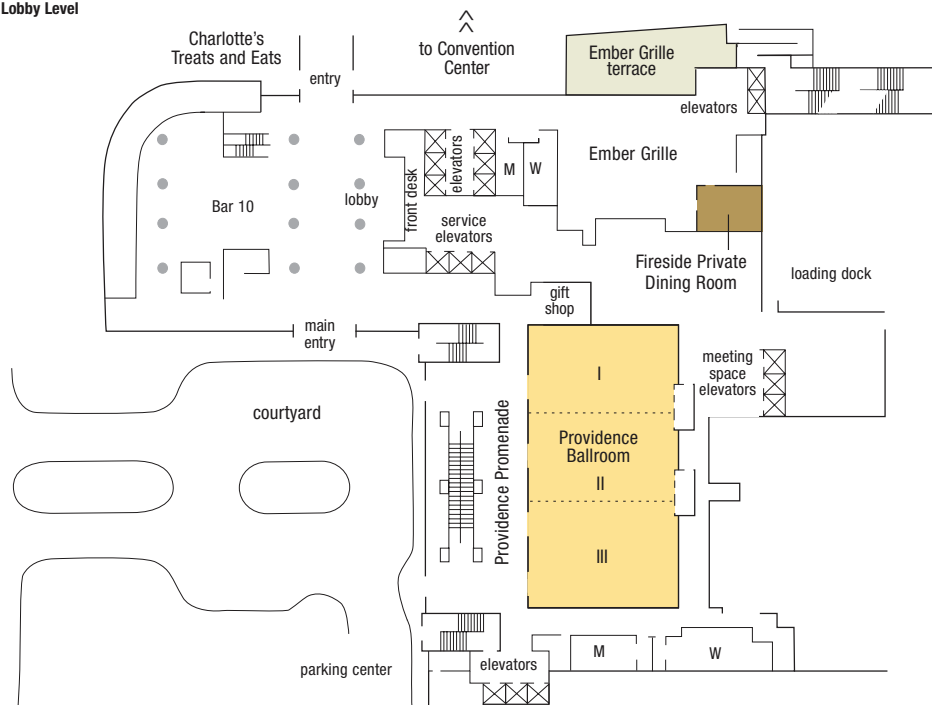 Lobby Level
Charlotte's
Treats and Eats
entry
to Convention
Center
Ember Grille
terrace
elevators
elevators
M
W
Ember Grille
Bar 10
lobby
front desk
service
elevators
Fireside Private
Dining Room
loading dock
gift
shop
main
entry
I
meeting
space
elevators
courtyard
Providence Promenade
Providence
Ballroom
II
III
parking center
elevators
M
W